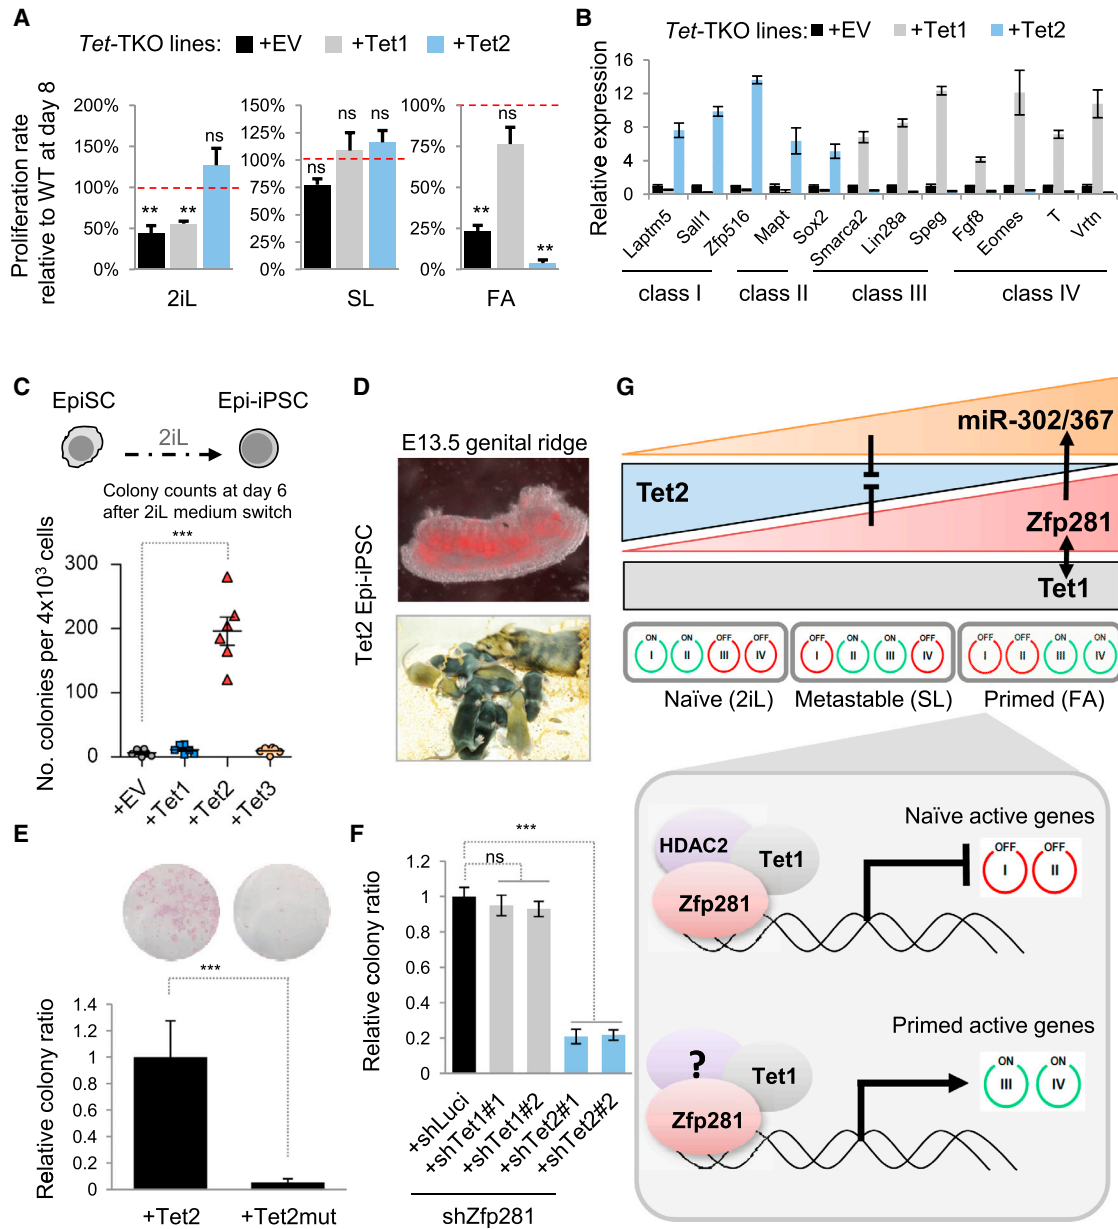 A
Tet-TKO lines: +EV +Tet1 +Tet2
Proliferation rate
relative to WT at day 8
200%
150%
100%
50%
0%
**
**
ns
2iL
150%
125%
100%
75%
50%
25%
0%
ns
ns
ns
SL
100%
75%
50%
25%
0%
**
ns
**
FA
B
Tet-TKO lines: +EV +Tet1 +Tet2
Relative expression
16
12
8
4
0
Laptm5
Sall1
Zfp516
Mapt
Sox2
Smarca2
Lin28a
Speg
Fgf8
Eomes
T
Vrtn
class I
class II
class III
class IV
C
EpiSC
Epi-iPSC
2iL
Colony counts at day 6
after 2iL medium switch
***
No. colonies per 4x10³ cells
300
200
100
0
+EV
+Tet1
+Tet2
+Tet3
D
E13.5 genital ridge
Tet2 Epi-iPSC
E
***
Relative colony ratio
1.4
1.2
1
0.8
0.6
0.4
0.2
0
+Tet2
+Tet2mut
F
***
ns
Relative colony ratio
1.2
1
0.8
0.6
0.4
0.2
0
+shLuci
+shTet1#1
+shTet1#2
+shTet2#1
+shTet2#2
shZfp281
G
miR-302/367
Tet2
Zfp281
Tet1
ON ON OFF OFF
I II III IV
OFF ON ON OFF
I II III IV
OFF OFF ON ON
I II III IV
Naïve (2iL)
Metastable (SL)
Primed (FA)
Naïve active genes
HDAC2
Tet1
Zfp281
OFF OFF
I II
Primed active genes
?
Tet1
Zfp281
ON ON
III IV